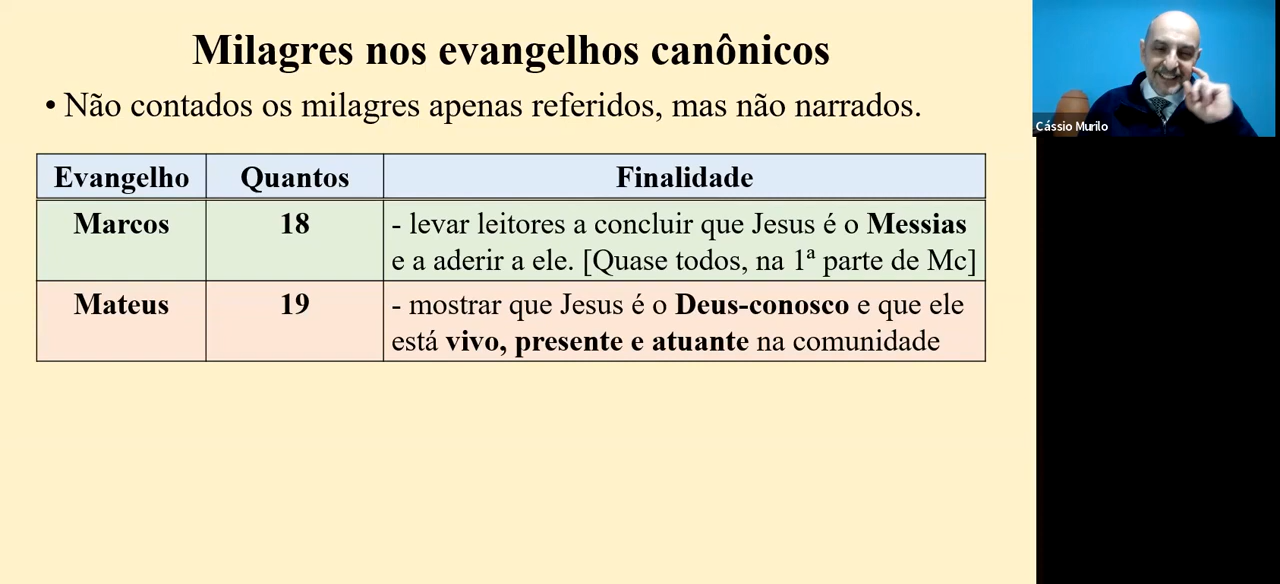 Milagres nos evangelhos canônicos
• Não contados os milagres apenas referidos, mas não narrados.
Evangelho Quantos Finalidade
Marcos 18 - levar leitores a concluir que Jesus é o Messias
e a aderir a ele. [Quase todos, na 1ª parte de Mc]
Mateus 19 - mostrar que Jesus é o Deus-conosco e que ele
está vivo, presente e atuante na comunidade
Cássio Murilo